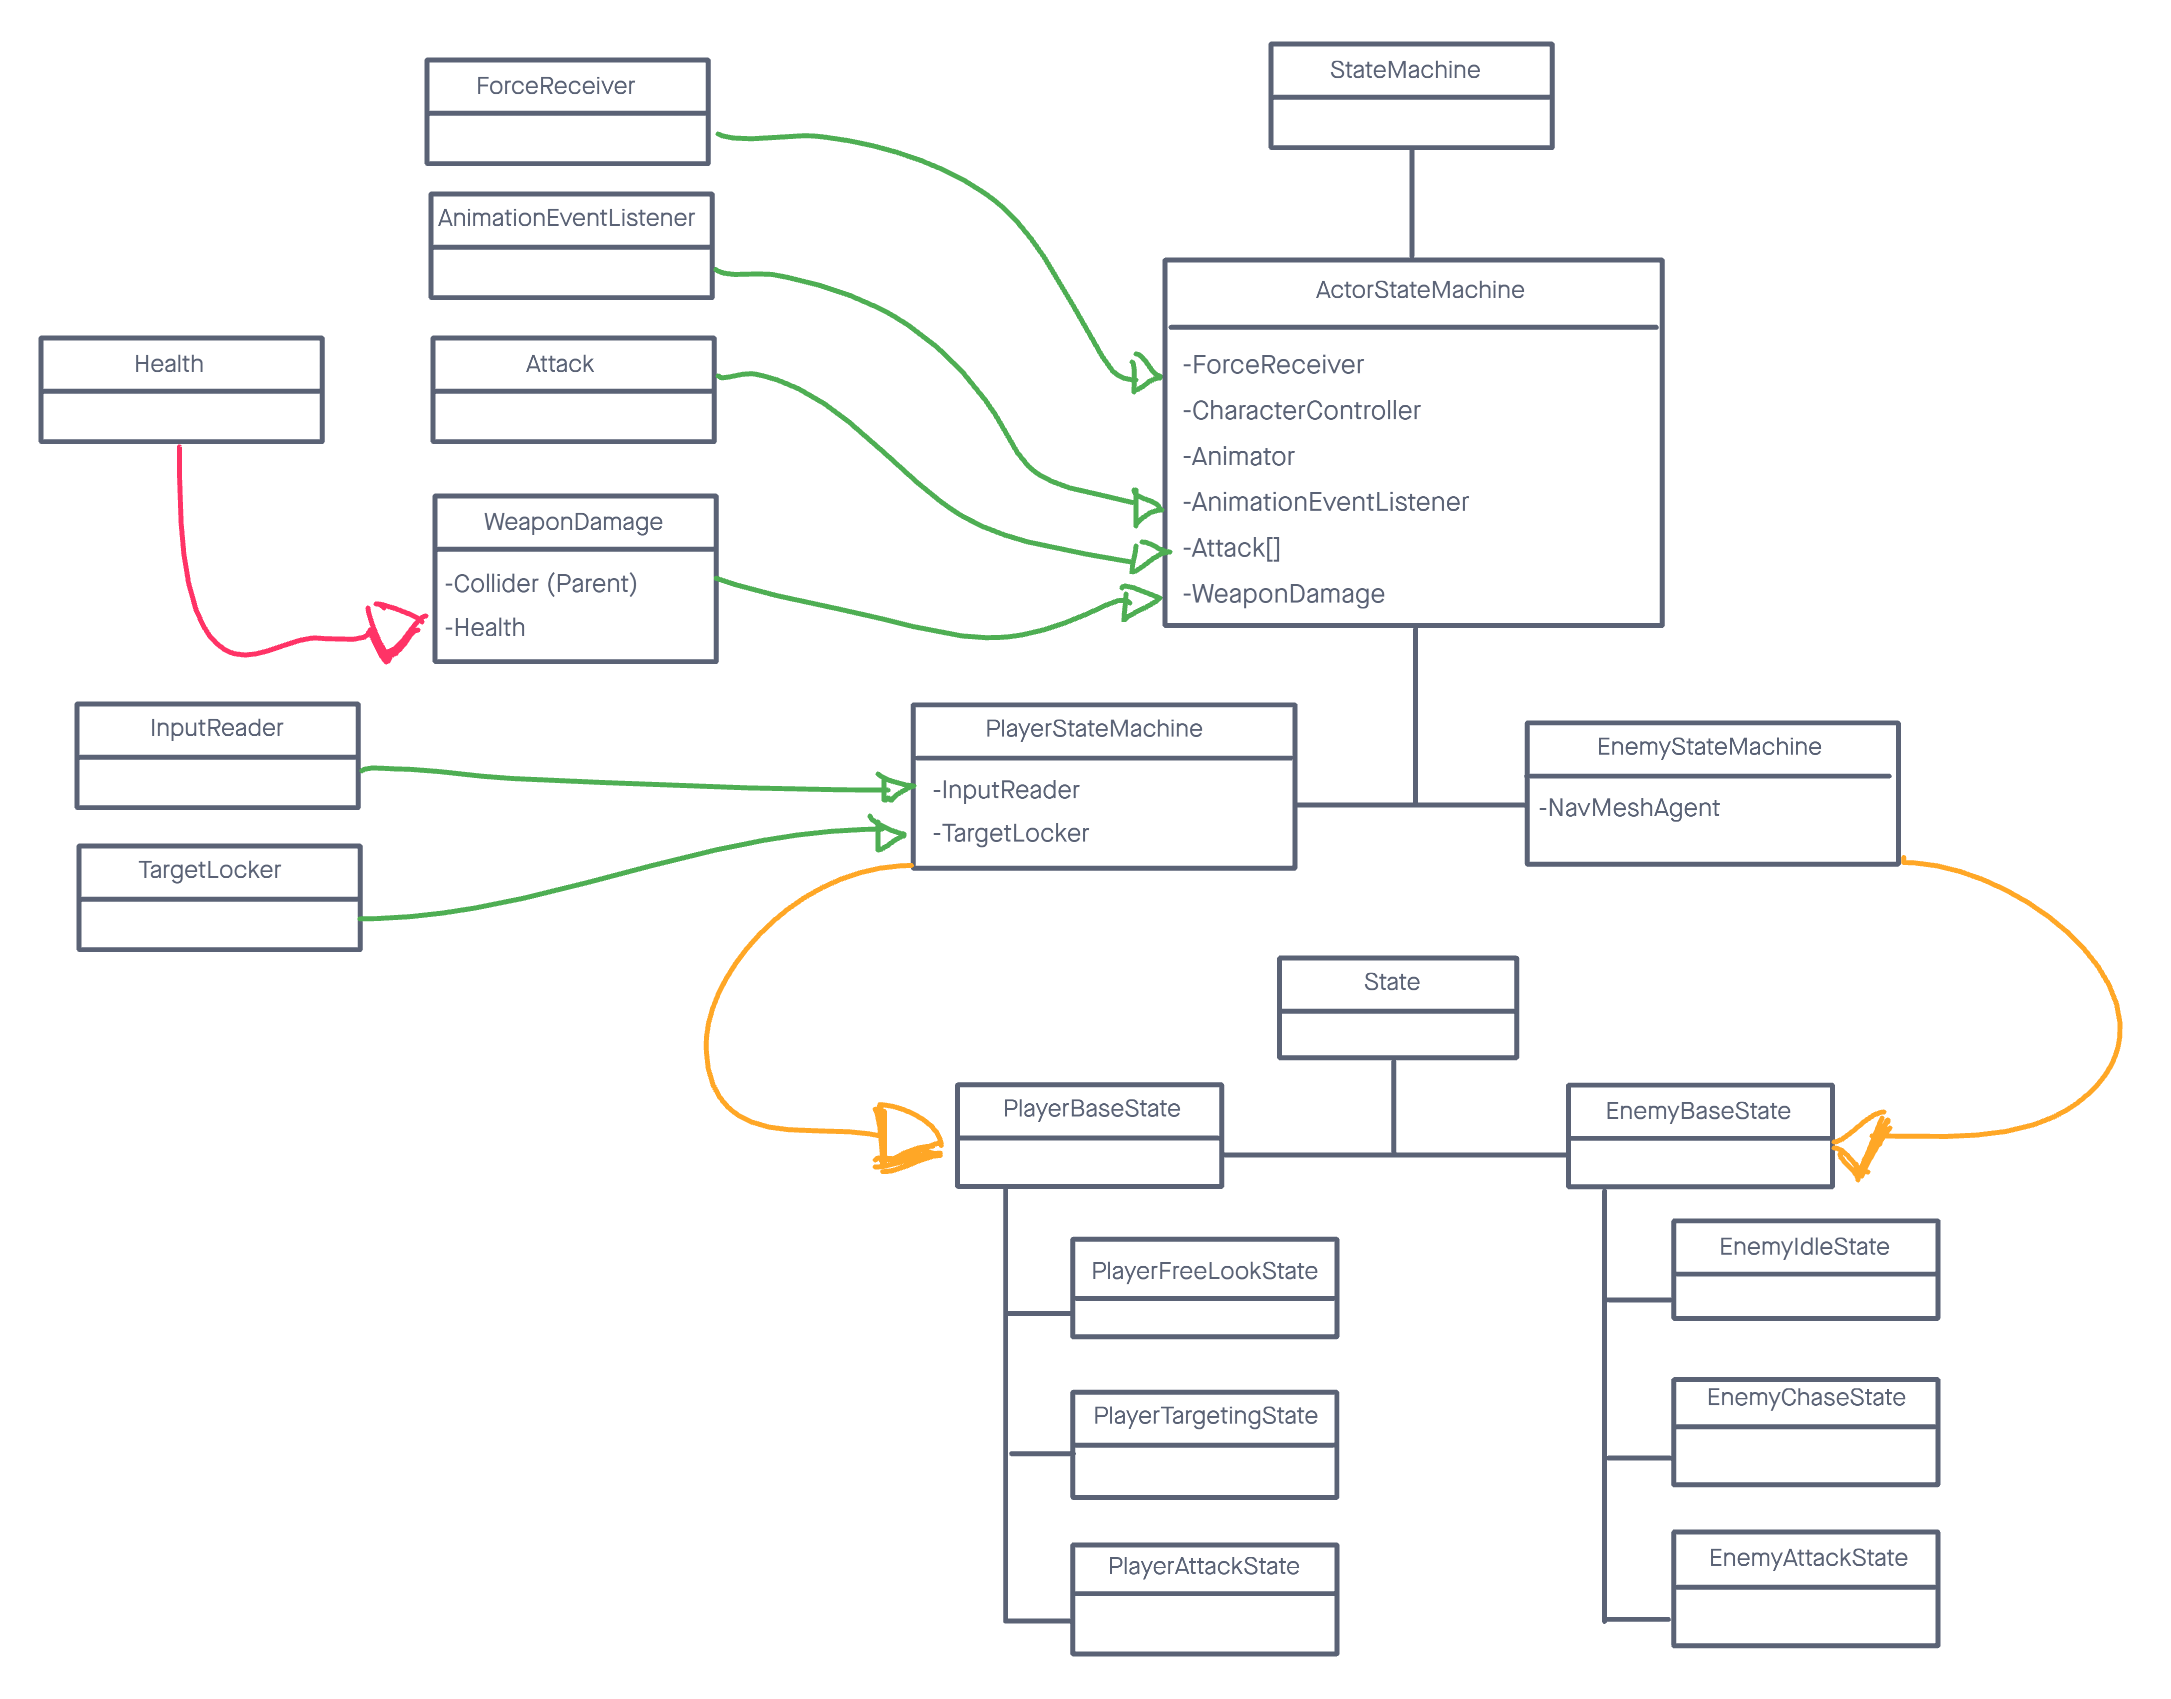 StateMachine
ForceReceiver
AnimationEventListener
ActorStateMachine
-ForceReceiver
-CharacterController
-Animator
-AnimationEventListener
-Attack[]
-WeaponDamage
Health
Attack
WeaponDamage
-Collider (Parent)
-Health
InputReader
PlayerStateMachine
-InputReader
-TargetLocker
EnemyStateMachine
-NavMeshAgent
TargetLocker
State
PlayerBaseState
EnemyBaseState
PlayerFreeLookState
PlayerTargetingState
PlayerAttackState
EnemyIdleState
EnemyChaseState
EnemyAttackState